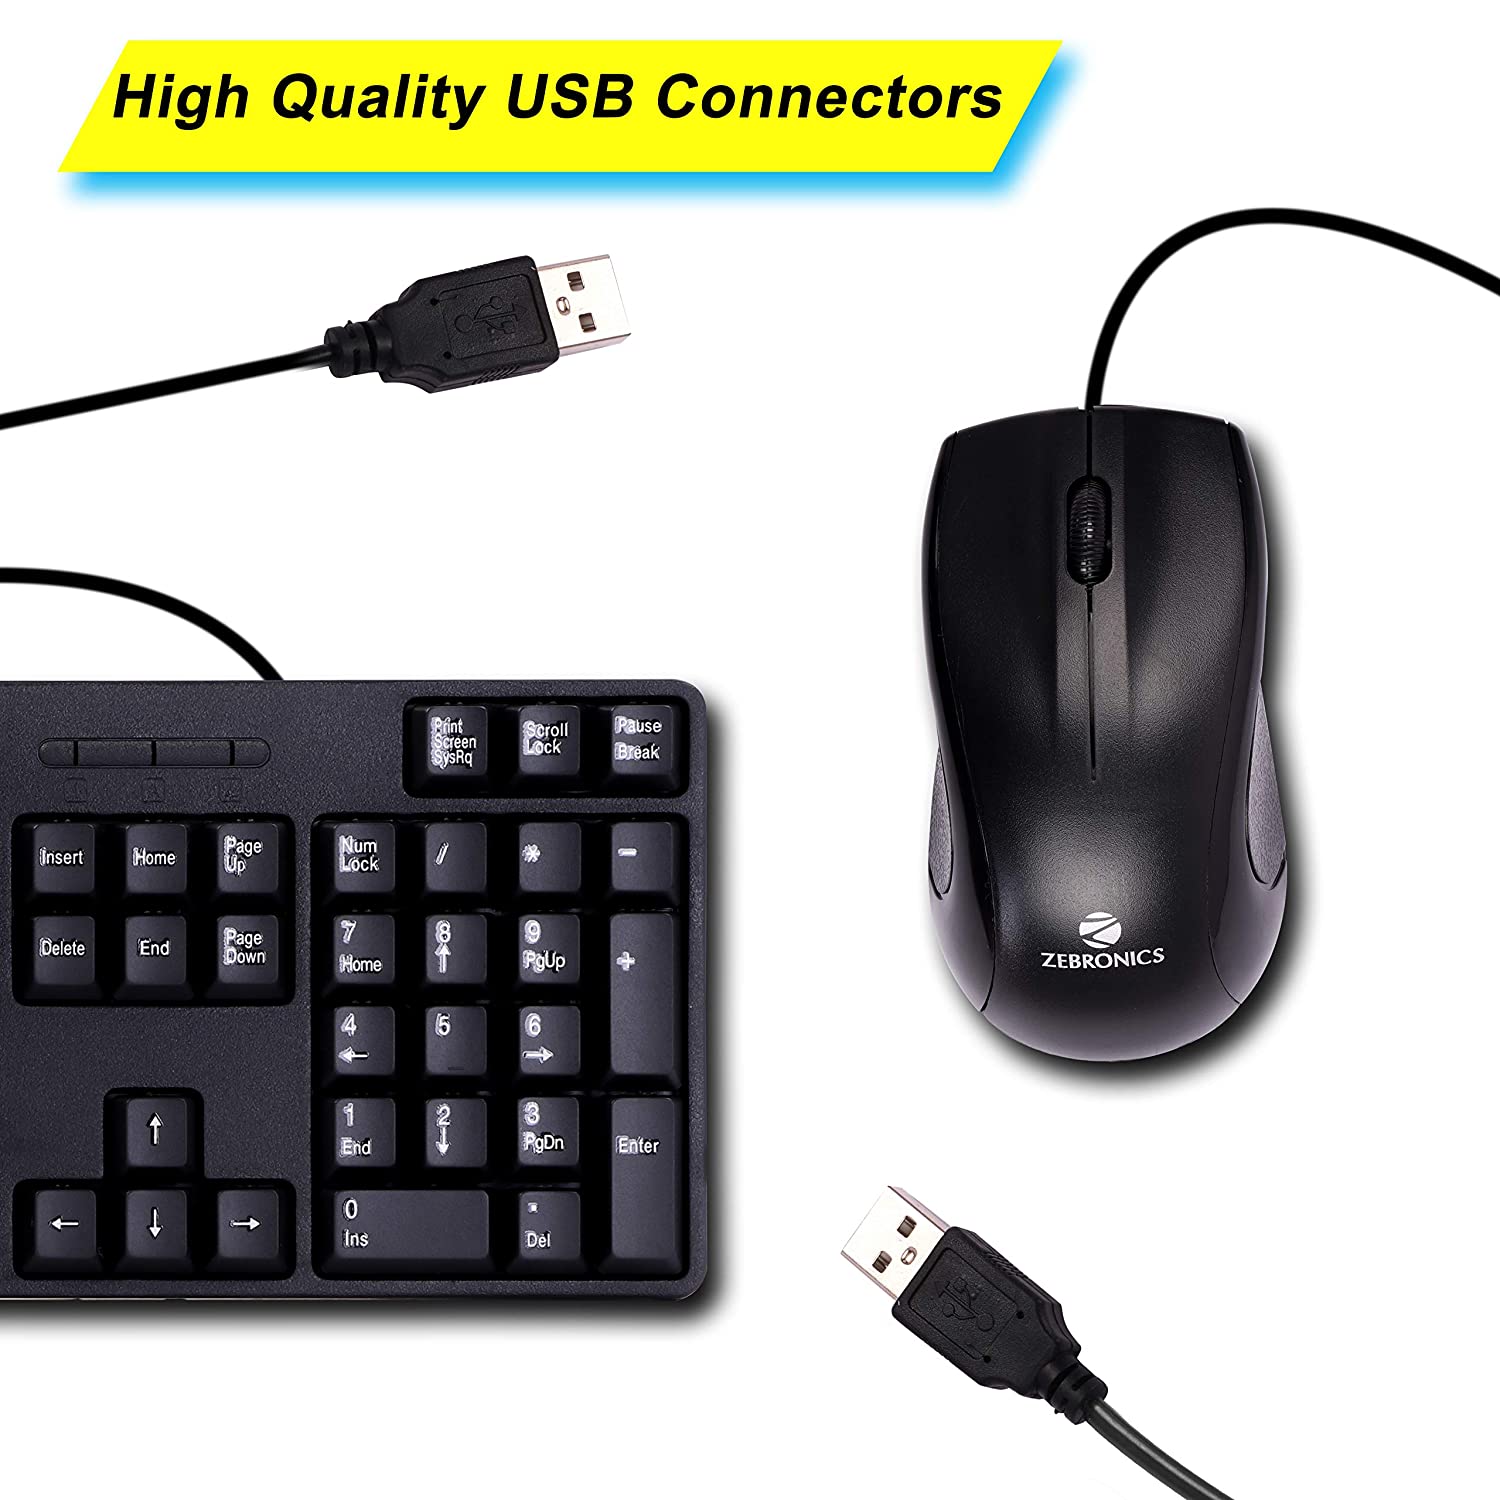 High Quality USB Connectors
Print
Screen
SysRq
Scroll
Lock
Pause
Break
Insert
Home
Page
Up
Num
Lock
/
*
-
Delete
End
Page
Down
7
Home
8
↑
9
PgUp
+
4
←
5
6
→
1
End
2
↓
3
PgDn
Enter
↑
←
↓
→
0
Ins
.
Del
ZEBRONICS